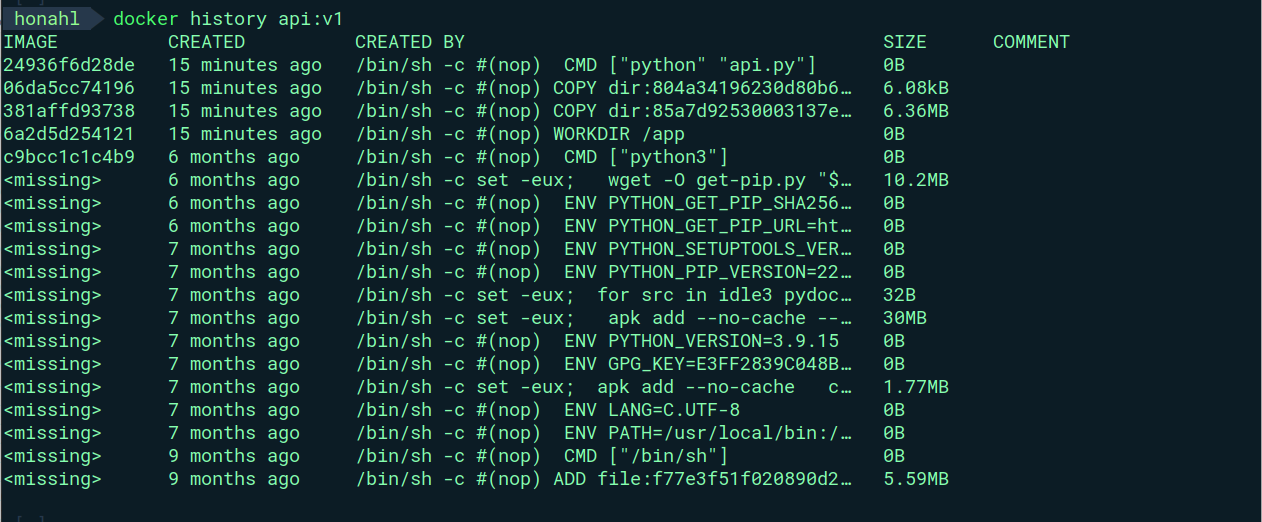 honahl docker history api:v1
IMAGE CREATED CREATED BY SIZE COMMENT
24936f6d28de 15 minutes ago /bin/sh -c #(nop)  CMD ["python" "api.py"] 0B
06da5cc74196 15 minutes ago /bin/sh -c #(nop) COPY dir:804a34196230d80b6… 6.08kB
381affd93738 15 minutes ago /bin/sh -c #(nop) COPY dir:85a7d92530003137e… 6.36MB
6a2d5d254121 15 minutes ago /bin/sh -c #(nop) WORKDIR /app 0B
c9bcc1c1c4b9 6 months ago /bin/sh -c #(nop)  CMD ["python3"] 0B
<missing> 6 months ago /bin/sh -c set -eux;   wget -O get-pip.py "$… 10.2MB
<missing> 6 months ago /bin/sh -c #(nop)  ENV PYTHON_GET_PIP_SHA256… 0B
<missing> 6 months ago /bin/sh -c #(nop)  ENV PYTHON_GET_PIP_URL=ht… 0B
<missing> 7 months ago /bin/sh -c #(nop)  ENV PYTHON_SETUPTOOLS_VER… 0B
<missing> 7 months ago /bin/sh -c #(nop)  ENV PYTHON_PIP_VERSION=22… 0B
<missing> 7 months ago /bin/sh -c set -eux;  for src in idle3 pydoc… 32B
<missing> 7 months ago /bin/sh -c set -eux;   apk add --no-cache --… 30MB
<missing> 7 months ago /bin/sh -c #(nop)  ENV PYTHON_VERSION=3.9.15 0B
<missing> 7 months ago /bin/sh -c #(nop)  ENV GPG_KEY=E3FF2839C048B… 0B
<missing> 7 months ago /bin/sh -c set -eux;  apk add --no-cache   c… 1.77MB
<missing> 7 months ago /bin/sh -c #(nop)  ENV LANG=C.UTF-8 0B
<missing> 7 months ago /bin/sh -c #(nop)  ENV PATH=/usr/local/bin:/… 0B
<missing> 9 months ago /bin/sh -c #(nop)  CMD ["/bin/sh"] 0B
<missing> 9 months ago /bin/sh -c #(nop) ADD file:f77e3f51f020890d2… 5.59MB